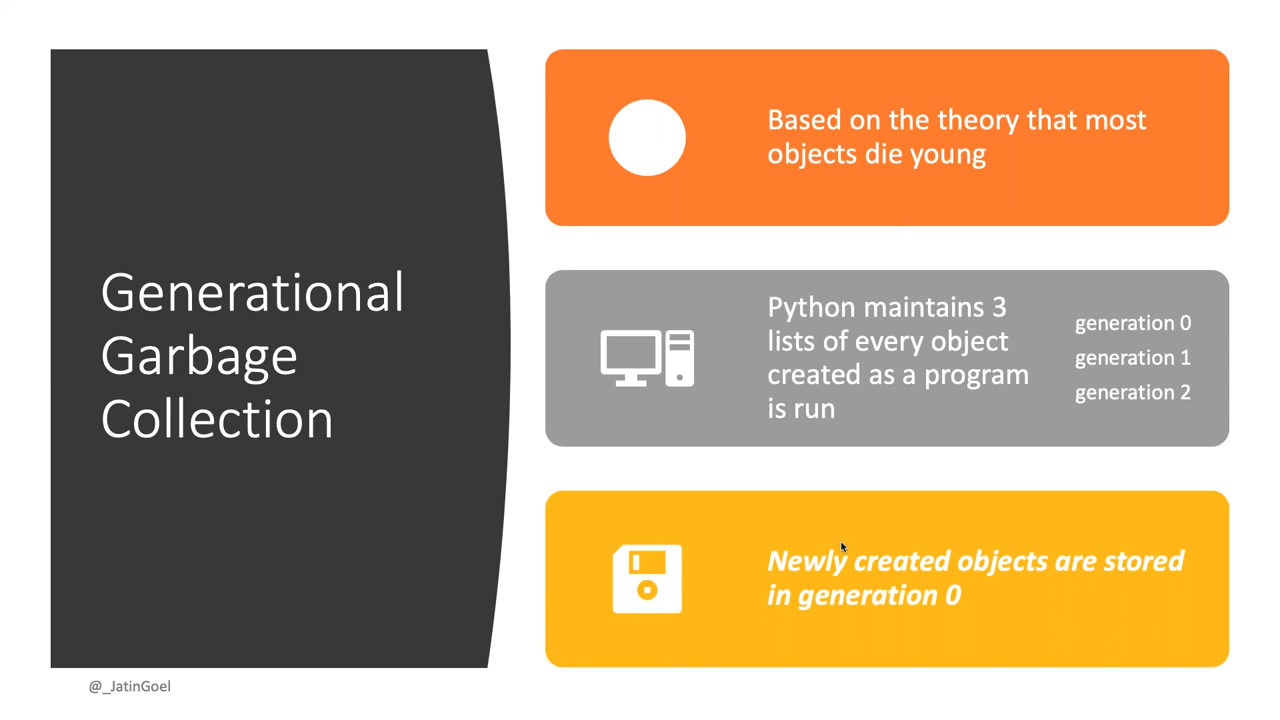 Generational
Garbage
Collection
Based on the theory that most
objects die young
Python maintains 3
lists of every object
created as a program
is run
generation 0
generation 1
generation 2
Newly created objects are stored
in generation 0
@_JatinGoel